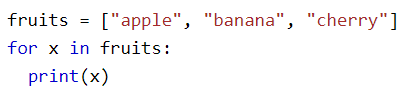 fruits = ["apple", "banana", "cherry"]
for x in fruits:
  print(x)